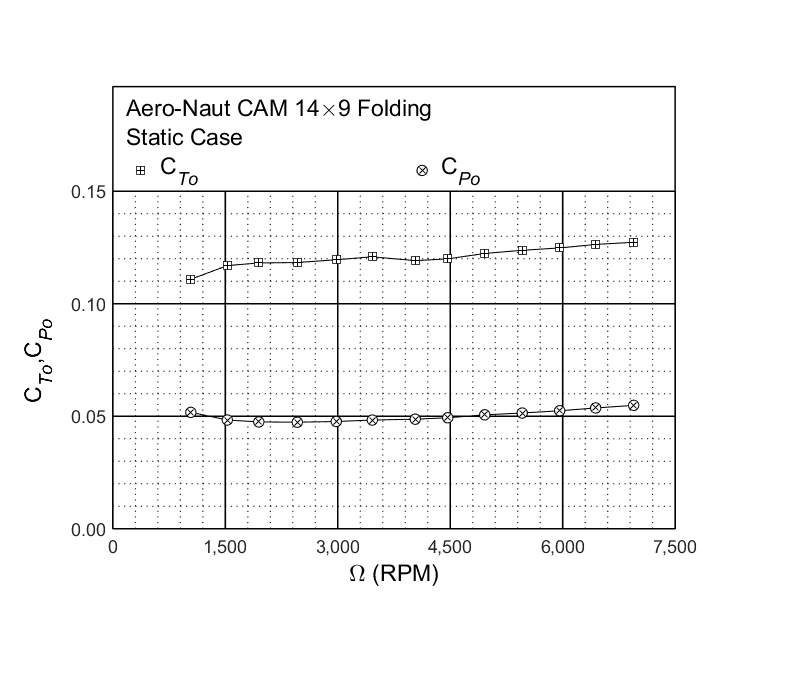 Aero-Naut CAM 14×9 Folding
Static Case
C_To C_Po
0.15
0.10
0.05
0.00
C_To,C_Po
0 1,500 3,000 4,500 6,000 7,500
Ω (RPM)